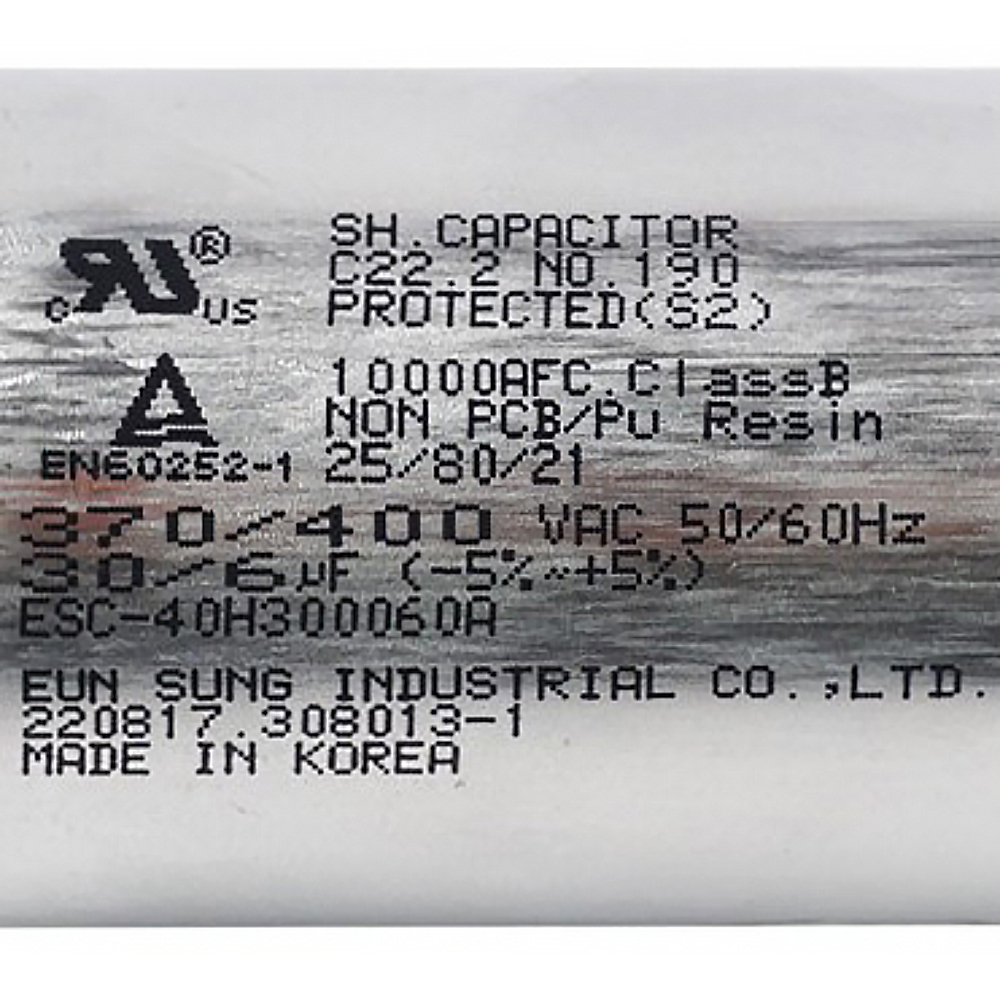 SH.CAPACITOR
C22.2 NO.190
PROTECTED(S2)
C RU ® US
10000AFC.ClassB
NON PCB/Pu Resin
EN60252-1 25/80/21
370/400 VAC 50/60Hz
30/6µF (-5%~+5%)
ESC-40H300060A
EUN SUNG INDUSTRIAL CO.,LTD.
220817.308013-1
MADE IN KOREA